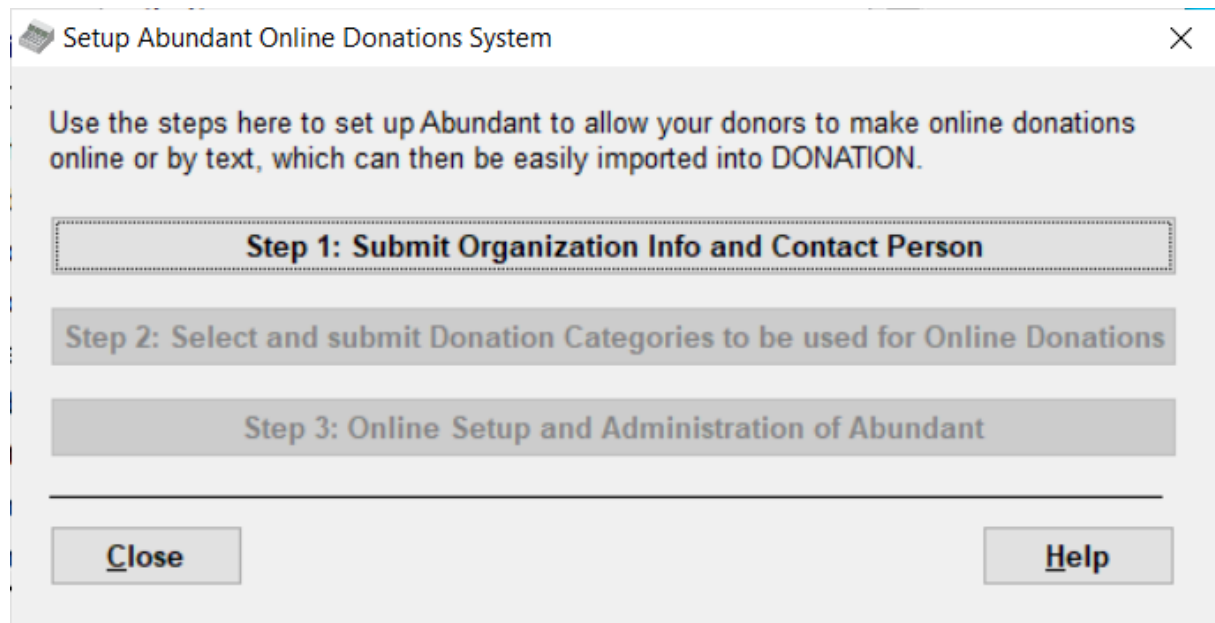 Setup Abundant Online Donations System
Use the steps here to set up Abundant to allow your donors to make online donations
online or by text, which can then be easily imported into DONATION.
Step 1: Submit Organization Info and Contact Person
Step 2: Select and submit Donation Categories to be used for Online Donations
Step 3: Online Setup and Administration of Abundant
Close
Help